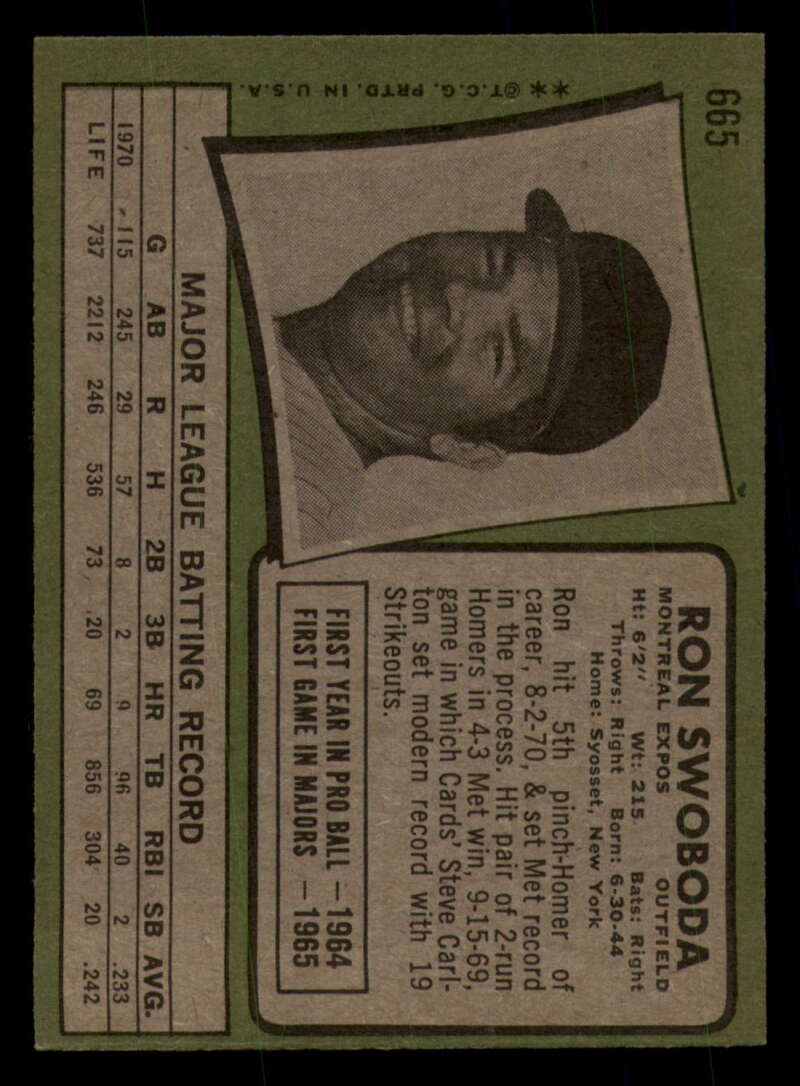 665
** @T.C.G. PRTD. IN U.S.A.
RON SWOBODA
MONTREAL EXPOS OUTFIELD
Ht: 6'2" Wt: 215 Bats: Right
Throws: Right Born: 6-30-44
Home: Syosset, New York
Ron hit 5th pinch-Homer of
career, 8-2-70, & set Met record
in the process. Hit pair of 2-run
Homers in 4-3 Met win, 9-15-69,
game in which Cards' Steve Carl-
ton set modern record with 19
Strikeouts.
FIRST YEAR IN PRO BALL —1964
FIRST GAME IN MAJORS —1965
MAJOR LEAGUE BATTING RECORD
G AB R H 2B 3B HR TB RBI SB AVG.
1970 115 245 29 57 8 2 9 96 40 2 .233
LIFE 737 2212 246 536 73 20 69 856 304 20 .242